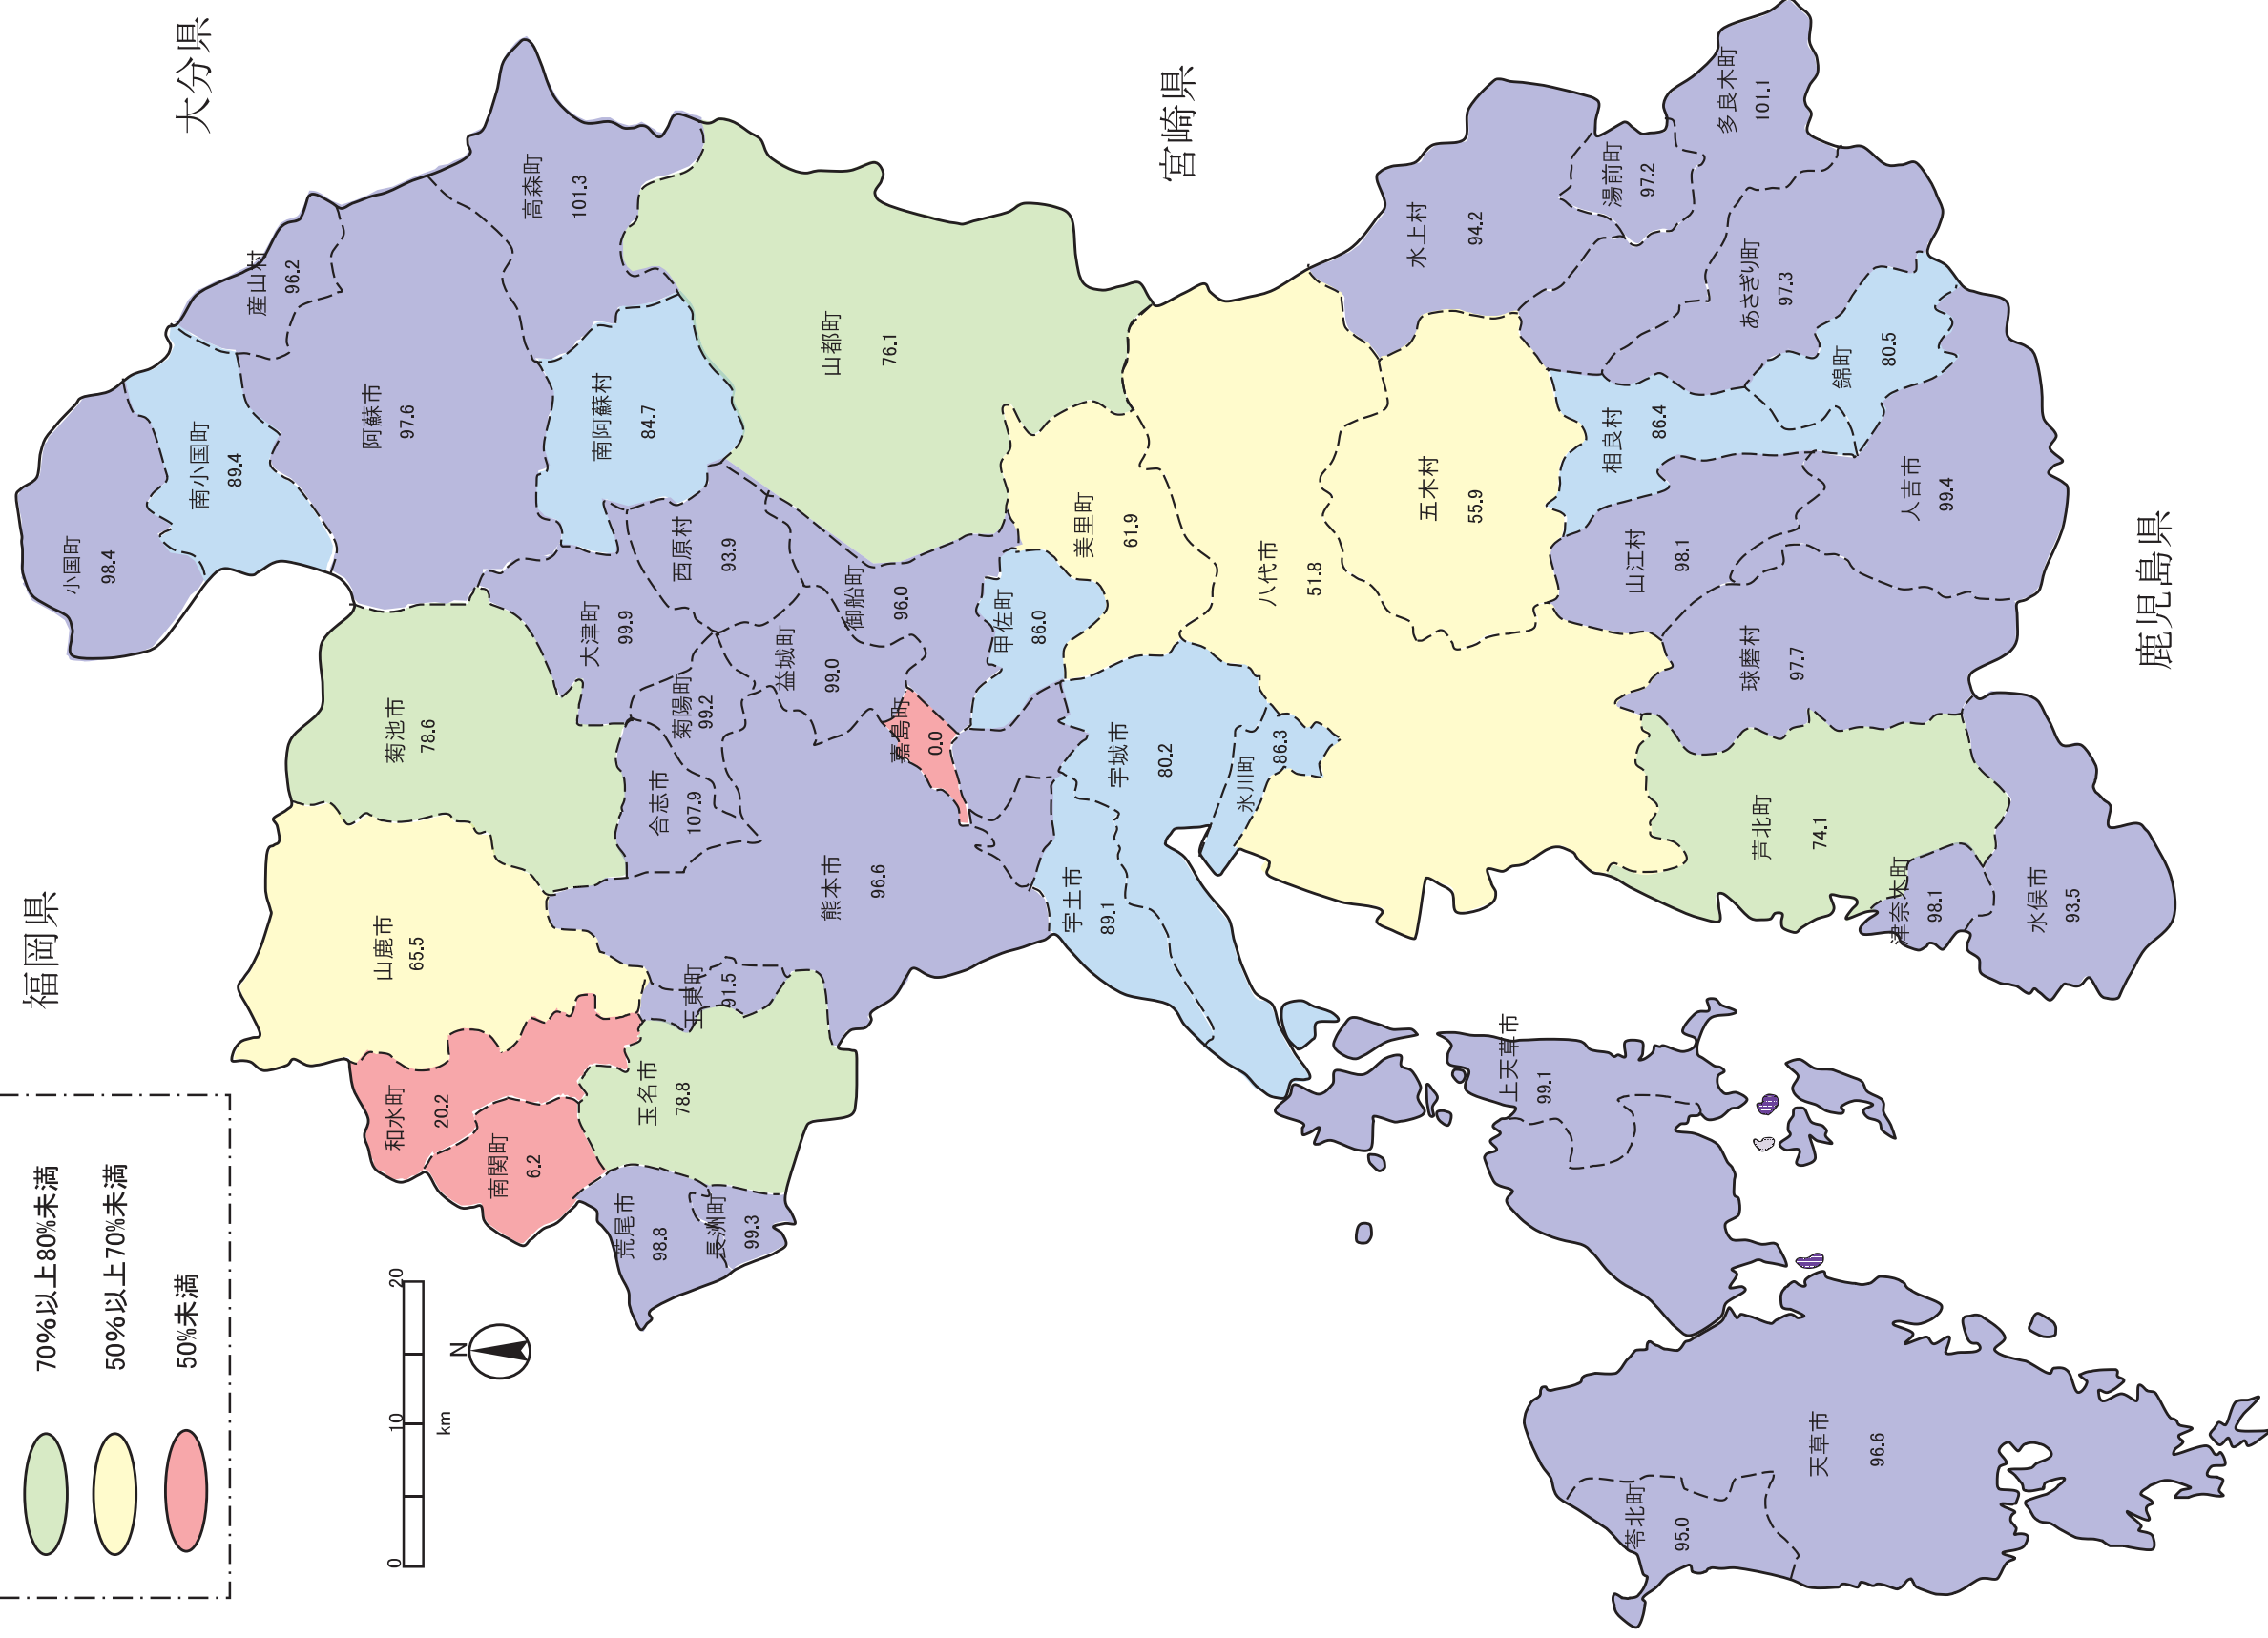 福岡県
大分県
宮崎県
鹿児島県
70%以上80%未満
50%以上70%未満
50%未満
0
10
20
km
N
小国町
98.4
南小国町
89.4
産山村
96.2
阿蘇市
97.6
高森町
101.3
南阿蘇村
84.7
山都町
76.1
菊池市
78.6
山鹿市
65.5
和水町
20.2
南関町
6.2
荒尾市
98.8
長洲町
99.3
玉名市
78.8
玉東町
91.5
熊本市
96.6
合志市
107.9
菊陽町
99.2
大津町
99.9
西原村
93.9
益城町
99.0
御船町
96.0
嘉島町
0.0
甲佐町
86.0
美里町
61.9
宇城市
80.2
宇土市
89.1
氷川町
86.3
八代市
51.8
五木村
55.9
水上村
94.2
湯前町
97.2
多良木町
101.1
あさぎり町
97.3
錦町
80.5
相良村
86.4
山江村
98.1
人吉市
99.4
球磨村
97.7
芦北町
74.1
津奈木町
98.1
水俣市
93.5
上天草市
99.1
天草市
96.6
苓北町
95.0